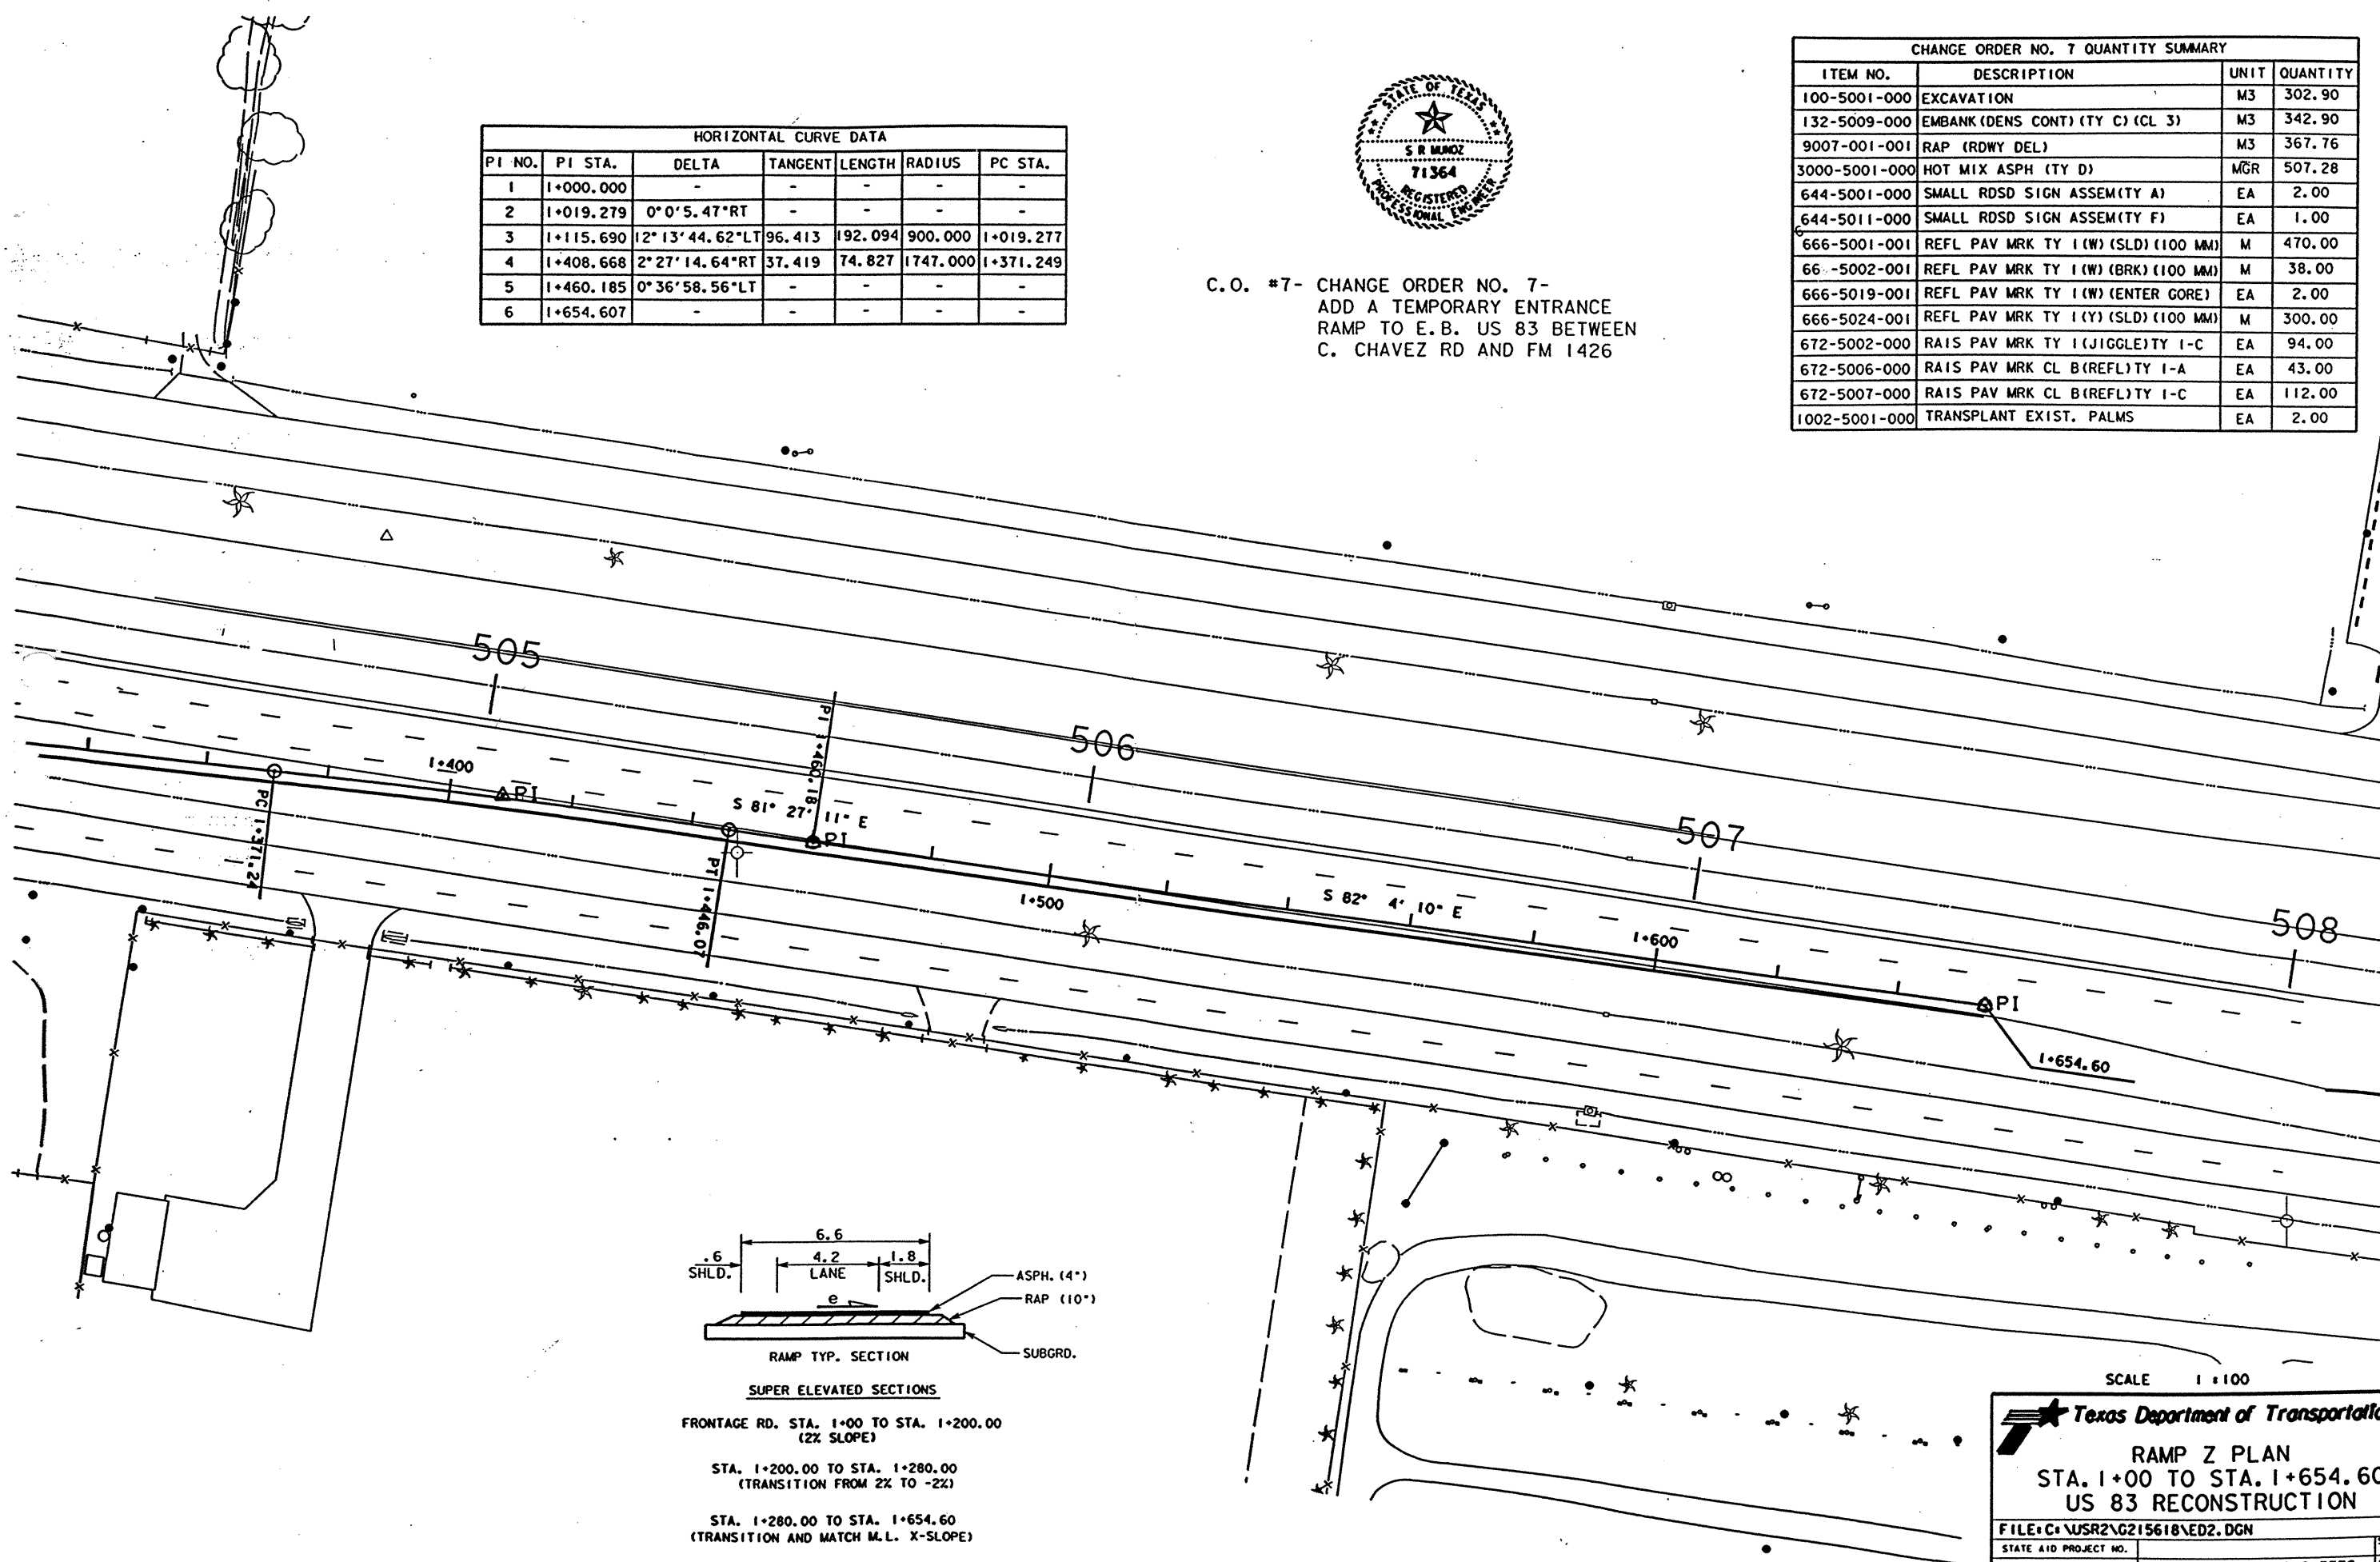 CHANGE ORDER NO. 7 QUANTITY SUMMARY
ITEM NO. DESCRIPTION UNIT QUANTITY
100-5001-000 EXCAVATION M3 302.90
132-5009-000 EMBANK(DENS CONT)(TY C)(CL 3) M3 342.90
9007-001-001 RAP (RDWY DEL) M3 367.76
3000-5001-000 HOT MIX ASPH (TY D) MGR 507.28
644-5001-000 SMALL RDSD SIGN ASSEM(TY A) EA 2.00
644-5011-000 SMALL RDSD SIGN ASSEM(TY F) EA 1.00
666-5001-001 REFL PAV MRK TY I(W)(SLD)(100 MM) M 470.00
66 -5002-001 REFL PAV MRK TY I(W)(BRK)(100 MM) M 38.00
666-5019-001 REFL PAV MRK TY I(W)(ENTER GORE) EA 2.00
666-5024-001 REFL PAV MRK TY I(Y)(SLD)(100 MM) M 300.00
672-5002-000 RAIS PAV MRK TY I(JIGGLE)TY I-C EA 94.00
672-5006-000 RAIS PAV MRK CL B(REFL)TY I-A EA 43.00
672-5007-000 RAIS PAV MRK CL B(REFL)TY I-C EA 112.00
1002-5001-000 TRANSPLANT EXIST. PALMS EA 2.00
HORIZONTAL CURVE DATA
PI NO. PI STA. DELTA TANGENT LENGTH RADIUS PC STA.
1 1+000.000 - - - - -
2 1+019.279 0°0'5.47"RT - - - -
3 1+115.690 12°13'44.62"LT 96.413 192.094 900.000 1+019.277
4 1+408.668 2°27'14.64"RT 37.419 74.827 1747.000 1+371.249
5 1+460.185 0°36'58.56"LT - - - -
6 1+654.607 - - - - -
STATE OF TEXAS
S R MUNOZ
71364
REGISTERED
PROFESSIONAL ENGINEER
C.O. #7- CHANGE ORDER NO. 7-
ADD A TEMPORARY ENTRANCE
RAMP TO E.B. US 83 BETWEEN
C. CHAVEZ RD AND FM 1426
505
506
507
508
1+400
PI
PC 1+371.24
PI 1+460.18
S 81° 27' 11" E
PI
PT 1+446.07
1+500
S 82° 4' 10" E
1+600
PI
1+654.60
6.6
.6 4.2 1.8
SHLD. LANE SHLD.
e
ASPH. (4")
RAP (10")
SUBGRD.
RAMP TYP. SECTION
SUPER ELEVATED SECTIONS
FRONTAGE RD. STA. 1+00 TO STA. 1+200.00
(2% SLOPE)
STA. 1+200.00 TO STA. 1+280.00
(TRANSITION FROM 2% TO -2%)
STA. 1+280.00 TO STA. 1+654.60
(TRANSITION AND MATCH M.L. X-SLOPE)
SCALE 1:100
Texas Department of Transportatio
RAMP Z PLAN
STA.1+00 TO STA.1+654.60
US 83 RECONSTRUCTION
FILE:C:\USR2\G215618\ED2.DGN
STATE AID PROJECT NO.